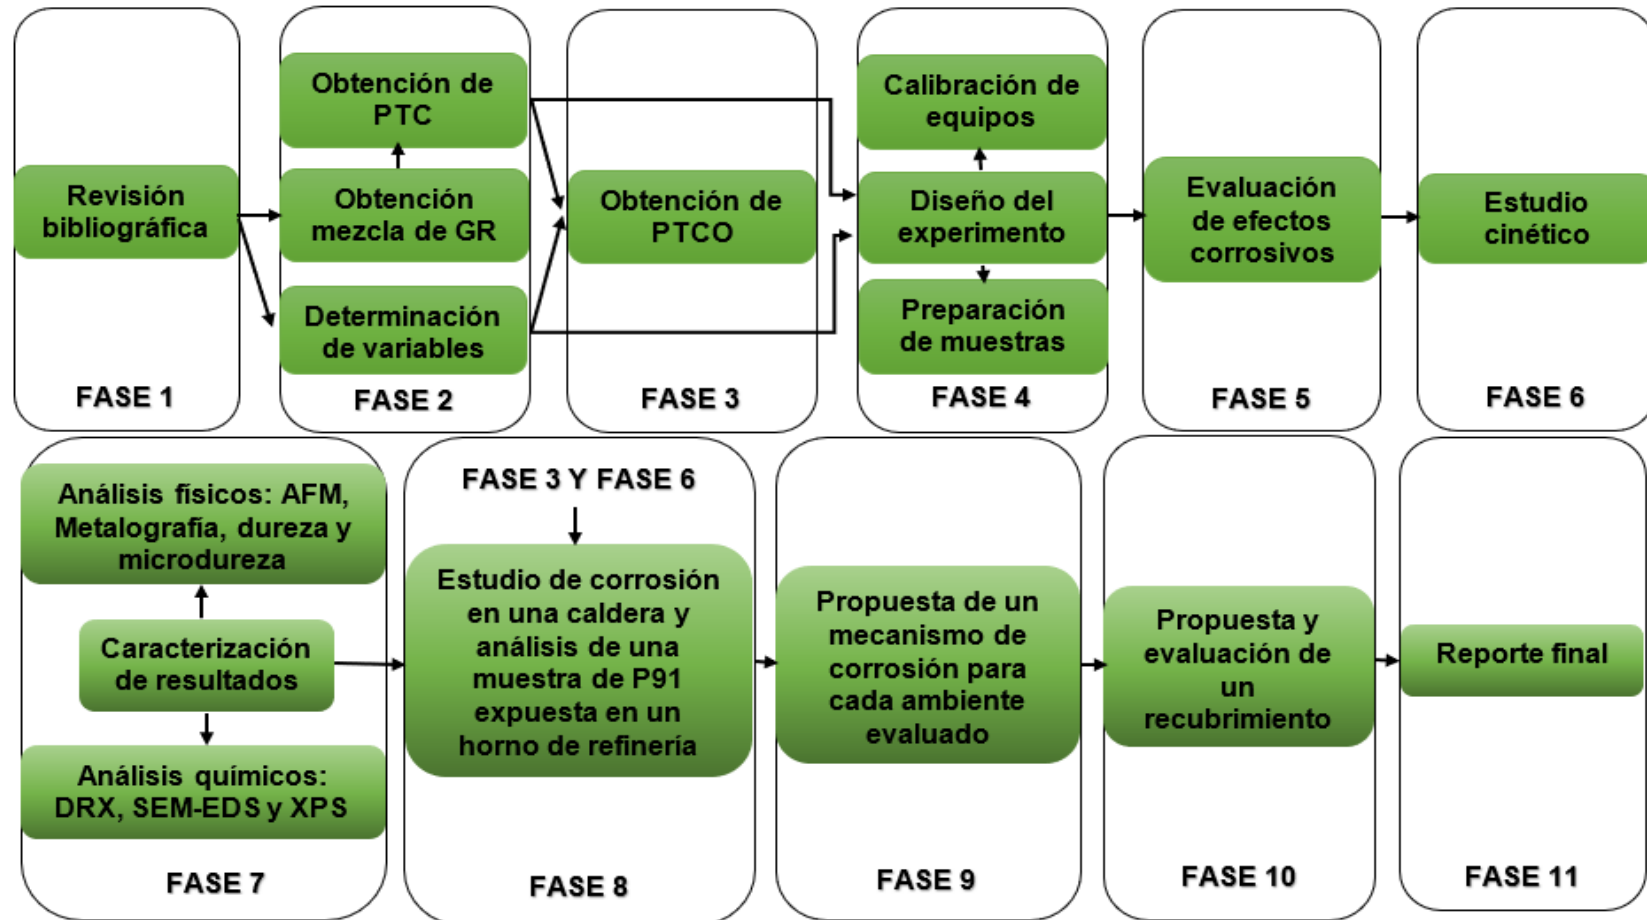 Revisión
bibliográfica
FASE 1
Obtención de
PTC
Obtención
mezcla de GR
Determinación
de variables
FASE 2
Obtención de
PTCO
FASE 3
Calibración de
equipos
Diseño del
experimento
Preparación
de muestras
FASE 4
Evaluación
de efectos
corrosivos
FASE 5
Estudio
cinético
FASE 6
Análisis físicos: AFM,
Metalografía, dureza y
microdureza
Caracterización
de resultados
Análisis químicos:
DRX, SEM-EDS y XPS
FASE 7
FASE 3 Y FASE 6
Estudio de corrosión
en una caldera y
análisis de una
muestra de P91
expuesta en un
horno de refinería
FASE 8
Propuesta de un
mecanismo de
corrosión para
cada ambiente
evaluado
FASE 9
Propuesta y
evaluación de
un
recubrimiento
FASE 10
Reporte final
FASE 11